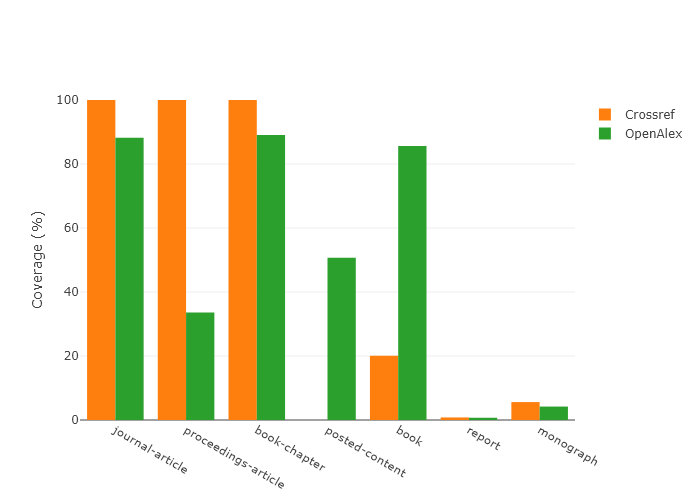 100
80
60
40
20
0
Coverage (%)
journal-article
proceedings-article
book-chapter
posted-content
book
report
monograph
Crossref
OpenAlex